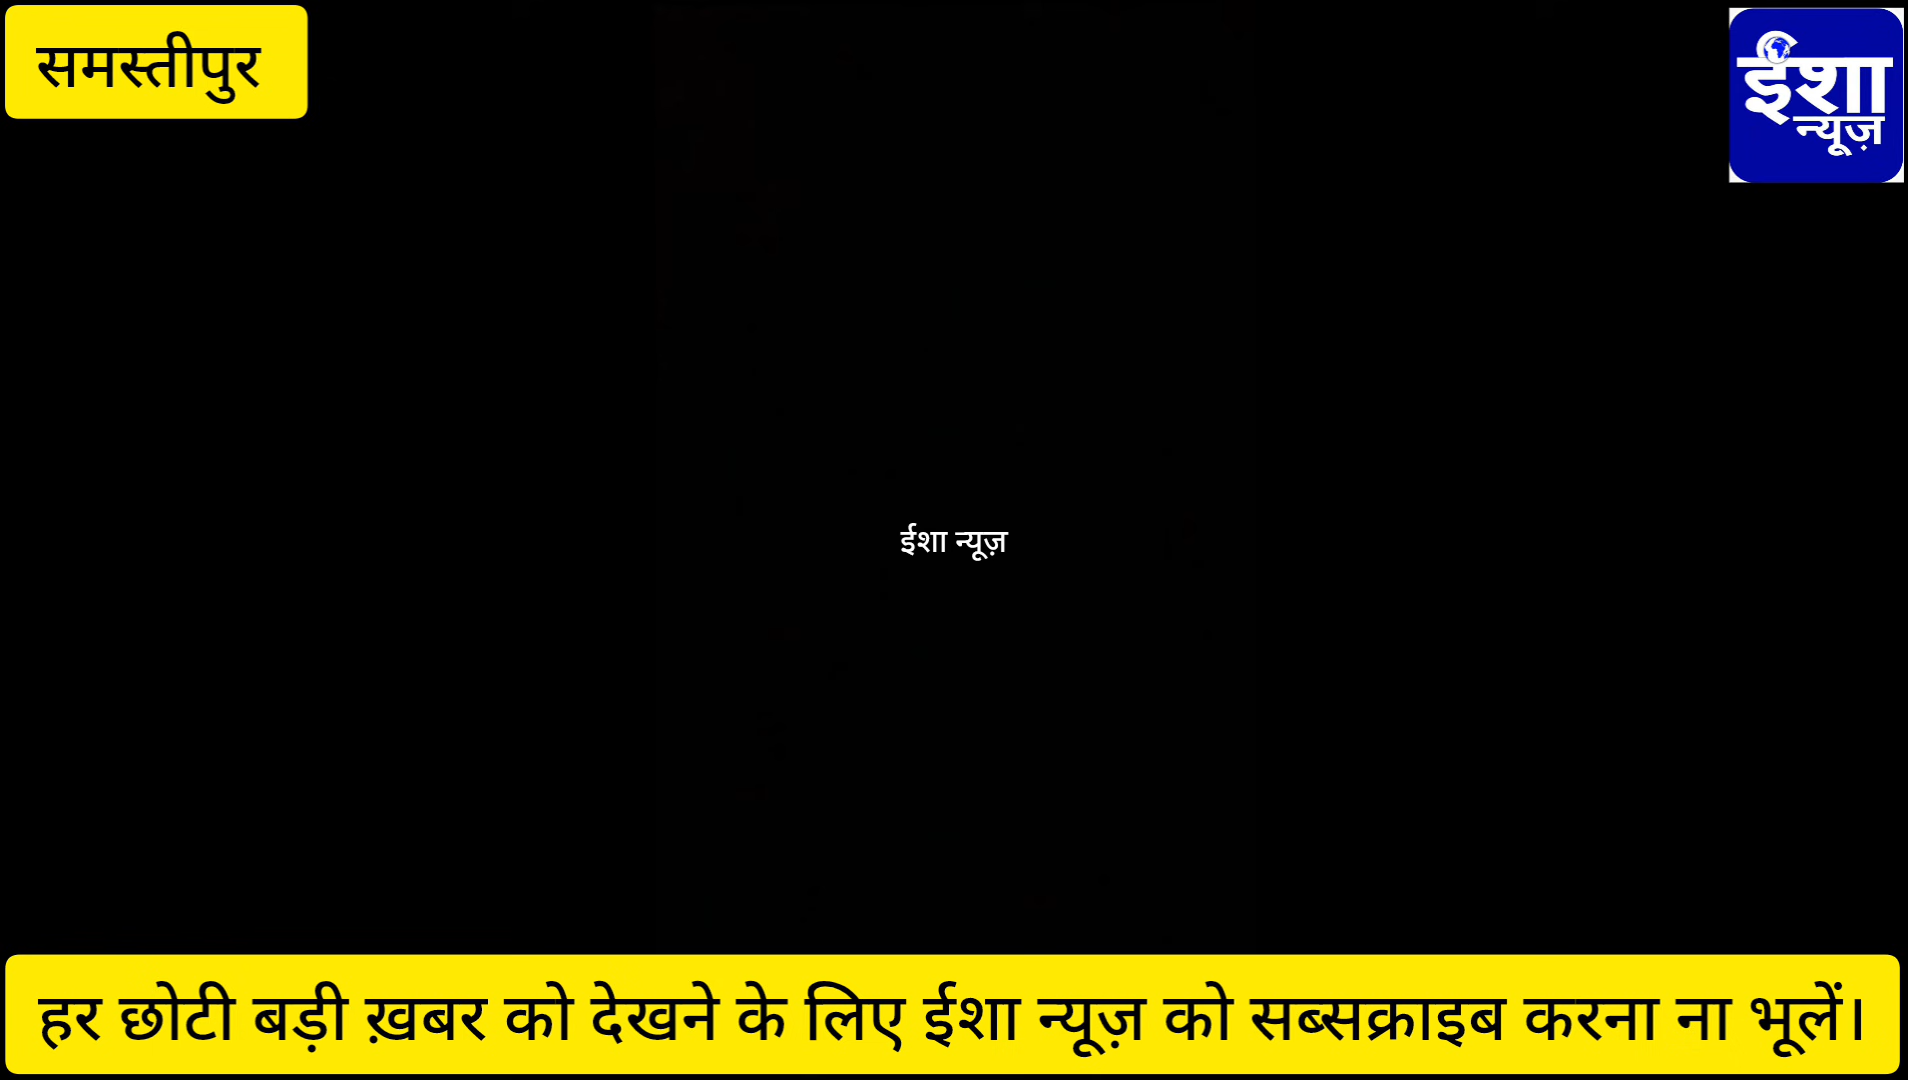 समस्तीपुर
ईशा
न्यूज़
ईशा न्यूज़
हर छोटी बड़ी ख़बर को देखने के लिए ईशा न्यूज़ को सब्सक्राइब करना ना भूलें।